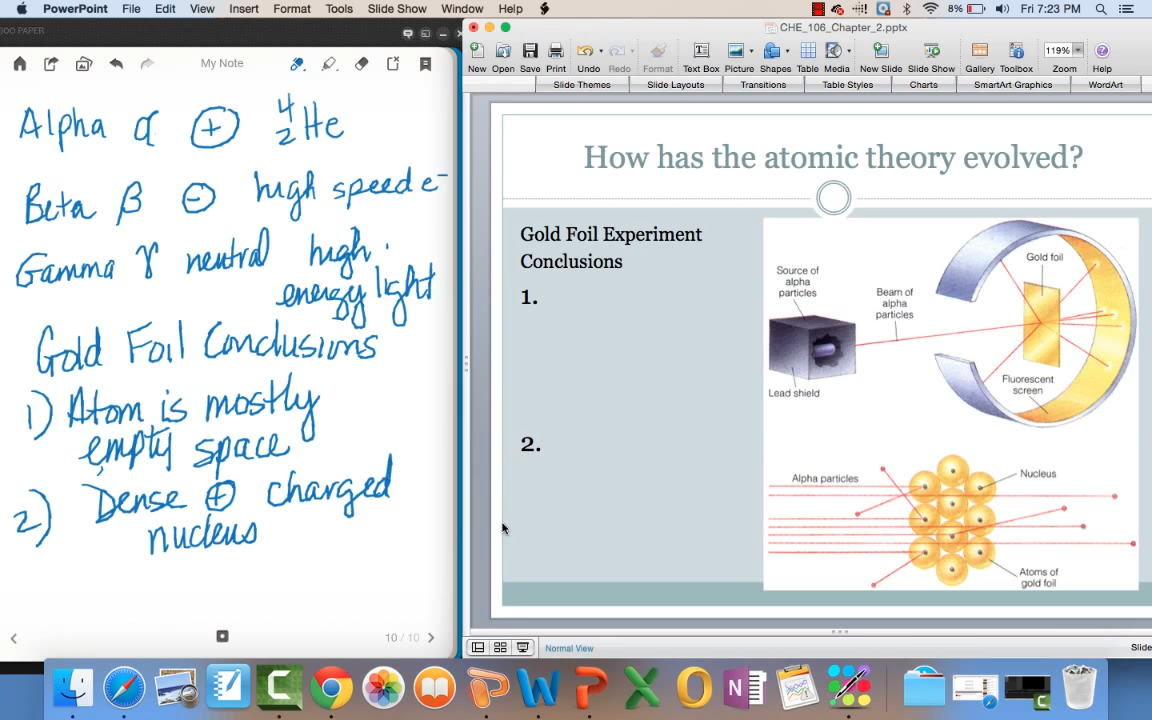 PowerPoint File Edit View Insert Format Tools Slide Show Window Help
8% Fri 7:23 PM
My Note
Alpha α ⊕ 4 2 He
Beta β ⊖ high speed e⁻
Gamma γ neutral high
energy light
Gold Foil Conclusions
1) Atom is mostly
empty space
2) Dense ⊕ charged
nucleus
10 / 10
CHE_106_Chapter_2.pptx
119%
New Open Save Print Undo Redo Format Text Box Picture Shapes Table Media New Slide Slide Show Gallery Toolbox Zoom Help
Slide Themes Slide Layouts Transitions Table Styles Charts SmartArt Graphics WordArt
How has the atomic theory evolved?
Gold Foil Experiment
Conclusions
1.
2.
Source of
alpha
particles
Beam of
alpha
particles
Gold foil
Lead shield
Fluorescent
screen
Alpha particles
Nucleus
Atoms of
gold foil
Normal View
Slide